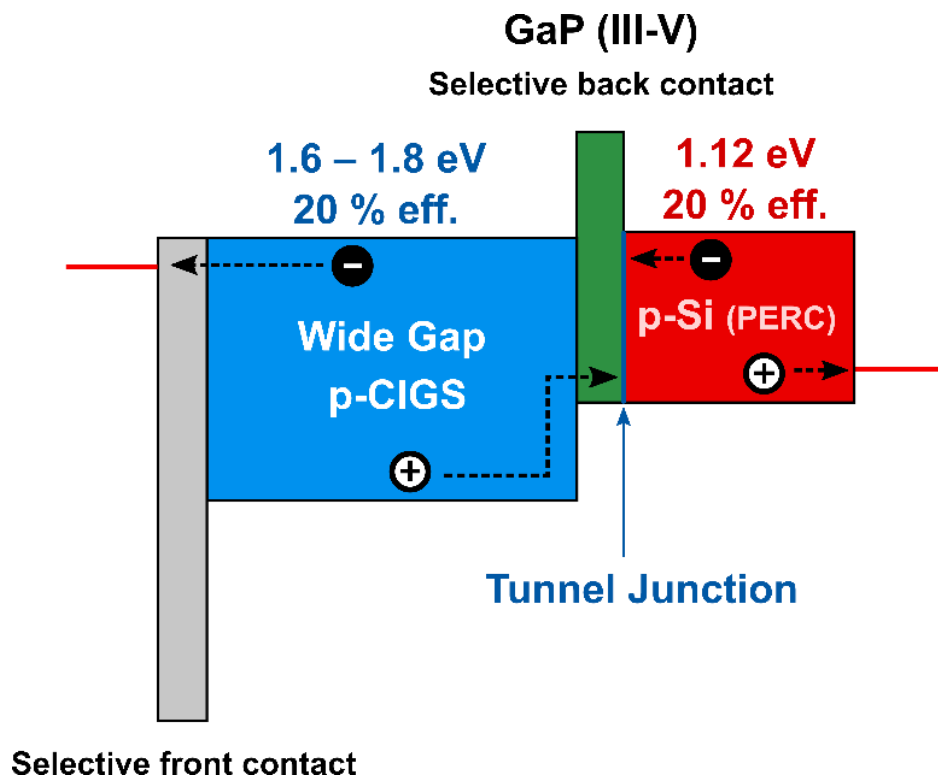 GaP (III-V)
Selective back contact
1.6 – 1.8 eV
20 % eff.
1.12 eV
20 % eff.
Wide Gap
p-CIGS
p-Si (PERC)
Tunnel Junction
Selective front contact